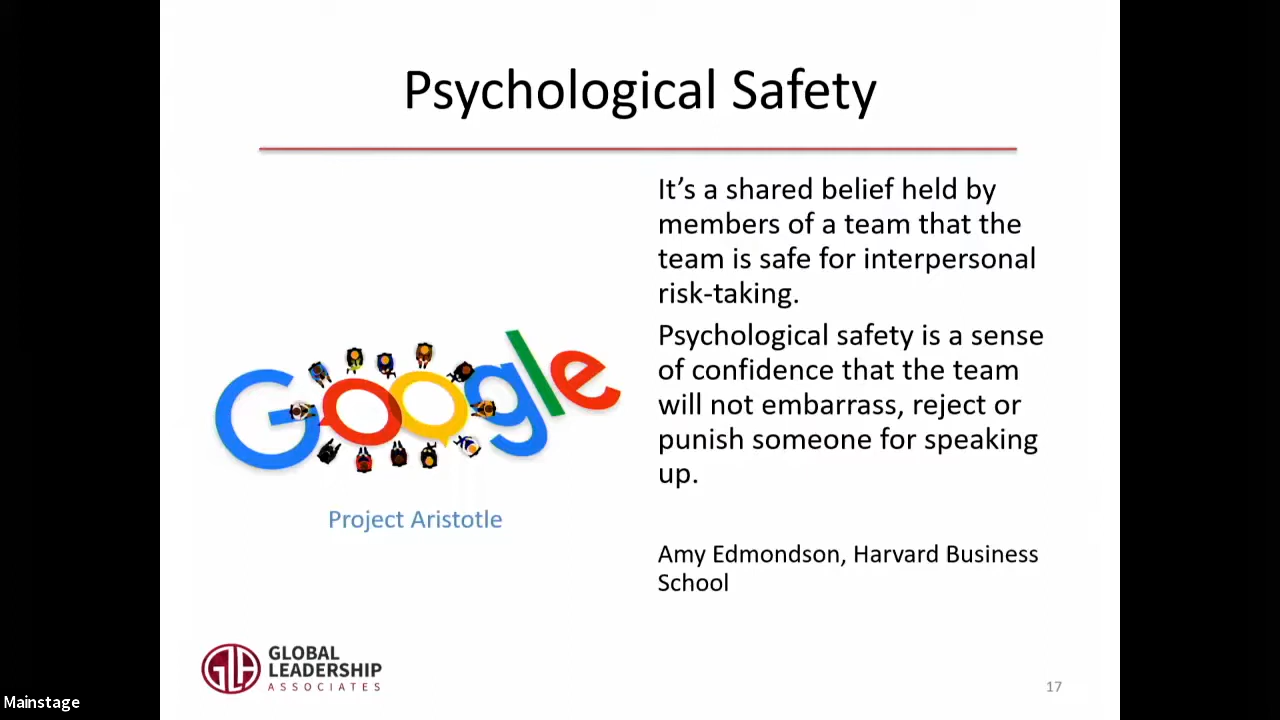 Psychological Safety
It’s a shared belief held by
members of a team that the
team is safe for interpersonal
risk-taking.
Psychological safety is a sense
of confidence that the team
will not embarrass, reject or
punish someone for speaking
up.
Google
Project Aristotle
Amy Edmondson, Harvard Business
School
GLA
GLOBAL
LEADERSHIP
ASSOCIATES
17
Mainstage